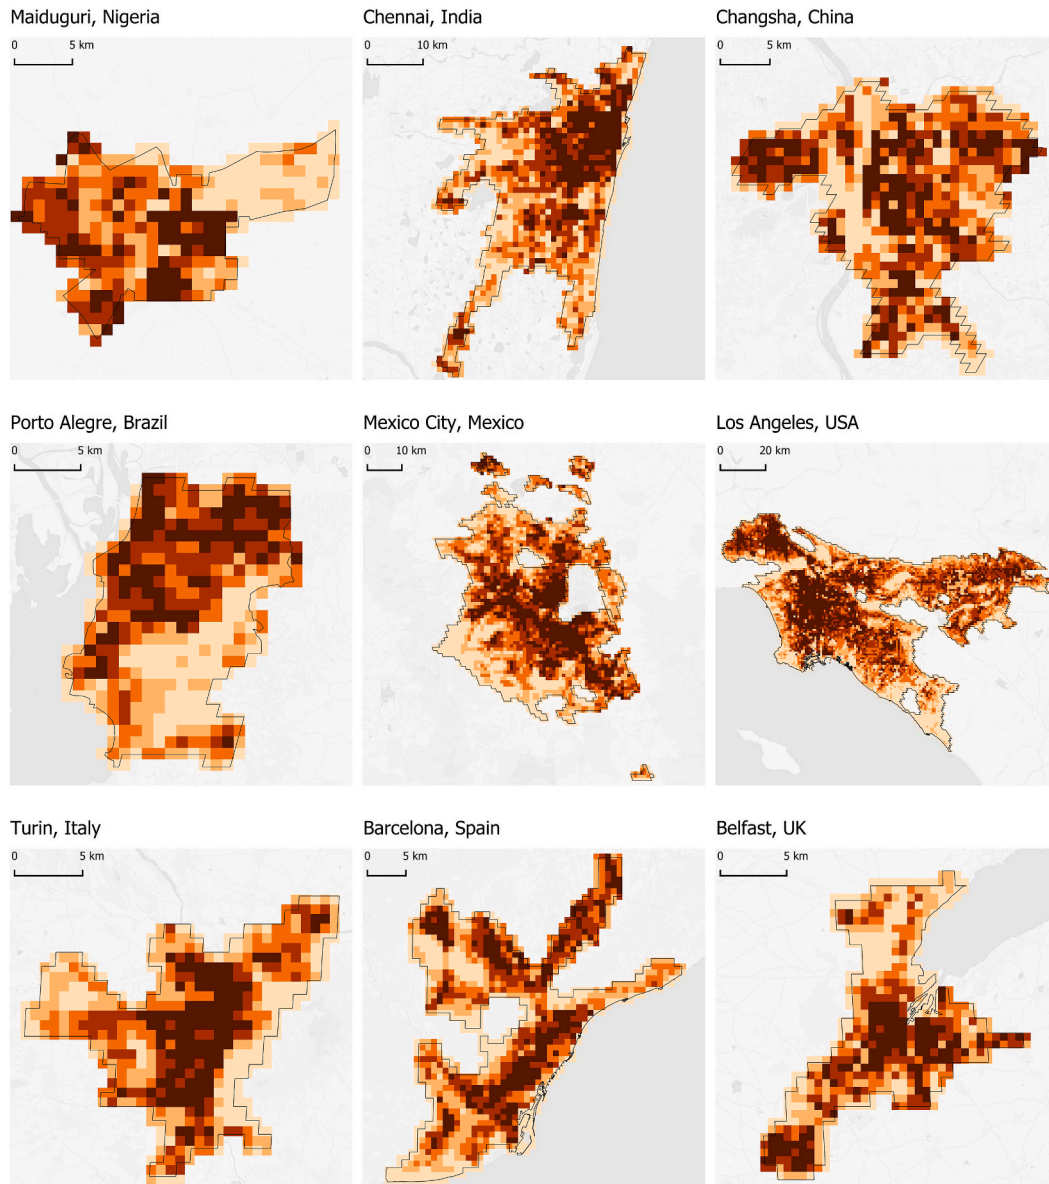 Maiduguri, Nigeria
Chennai, India
Changsha, China
0 5 km
0 10 km
0 5 km
Porto Alegre, Brazil
Mexico City, Mexico
Los Angeles, USA
0 5 km
0 10 km
0 20 km
Turin, Italy
Barcelona, Spain
Belfast, UK
0 5 km
0 5 km
0 5 km